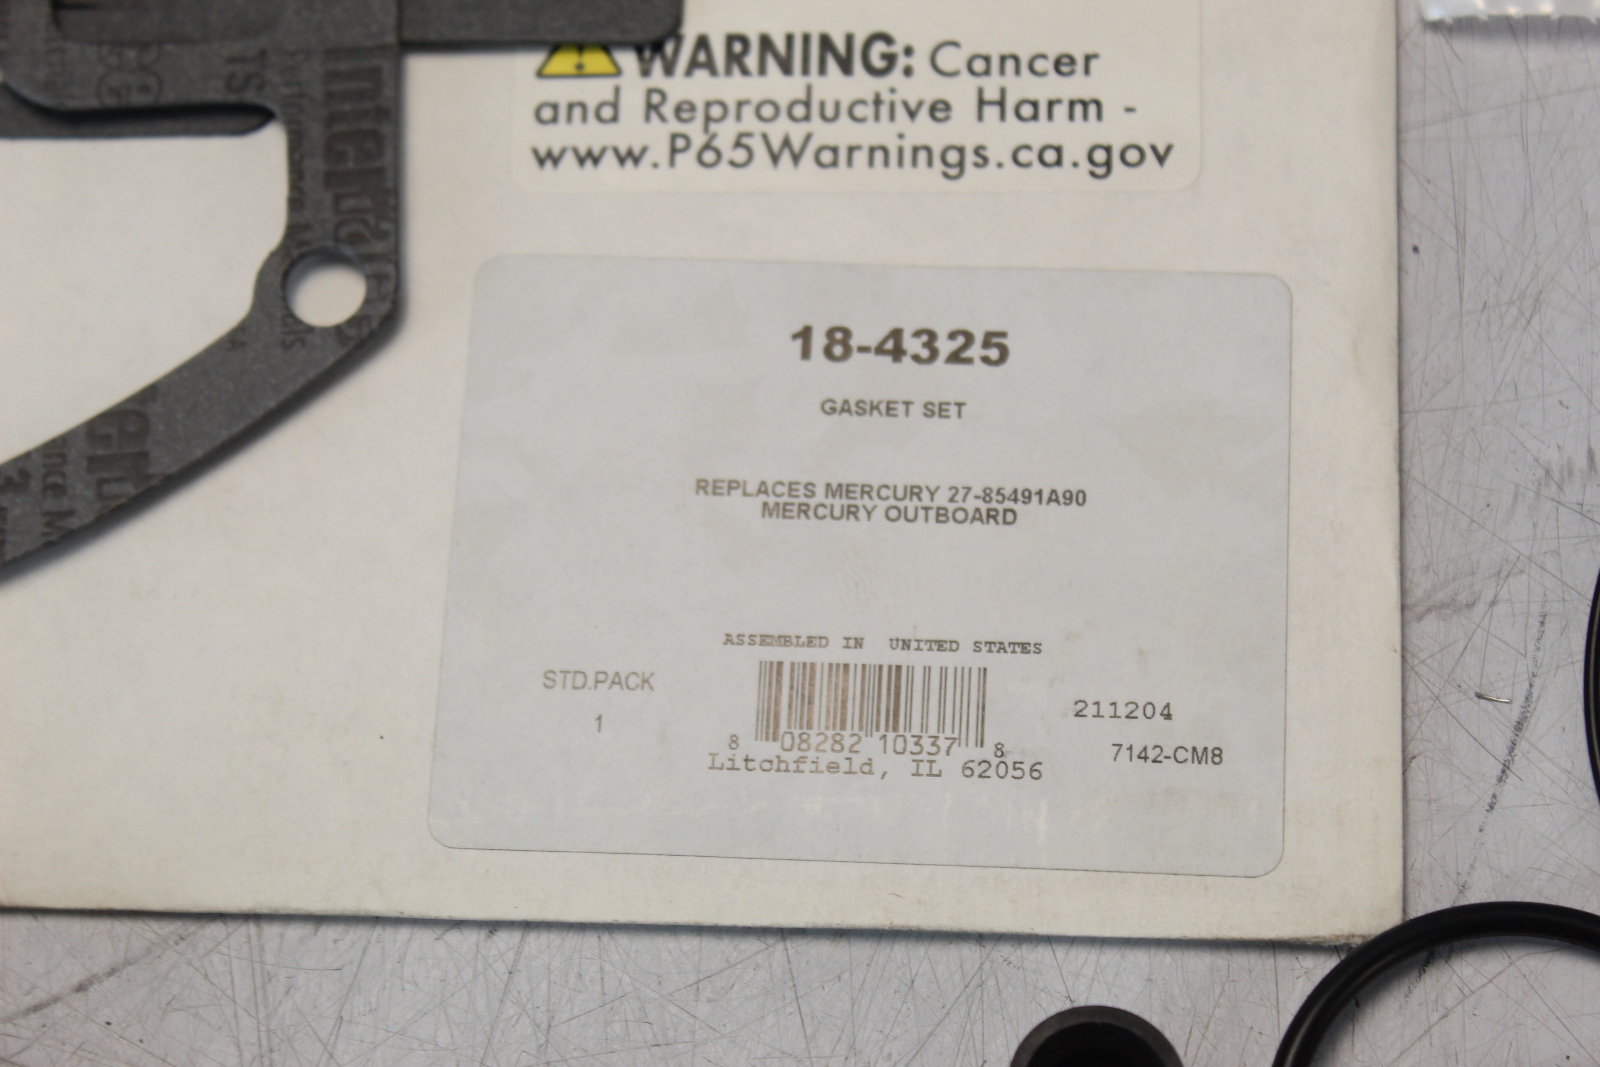 WARNING: Cancer
and Reproductive Harm -
www.P65Warnings.ca.gov
18-4325
GASKET SET
REPLACES MERCURY 27-85491A90
MERCURY OUTBOARD
ASSEMBLED IN UNITED STATES
STD.PACK
1
8 08282 10337 8
Litchfield, IL 62056
211204
7142-CM8